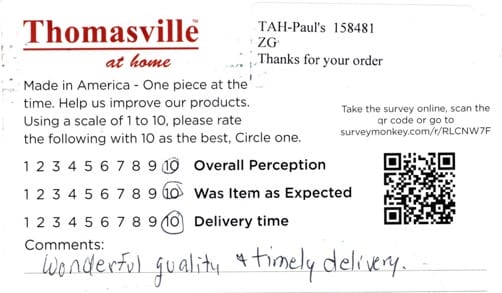 Thomasville™
at home
TAH-Paul's 158481
ZG
Thanks for your order
Made in America - One piece at the
time. Help us improve our products.
Using a scale of 1 to 10, please rate
the following with 10 as the best, Circle one.
Take the survey online, scan the
qr code or go to
surveymonkey.com/r/RLCNW7F
1 2 3 4 5 6 7 8 9 10 Overall Perception
1 2 3 4 5 6 7 8 9 10 Was Item as Expected
1 2 3 4 5 6 7 8 9 10 Delivery time
Comments:
Wonderful quality & timely delivery.